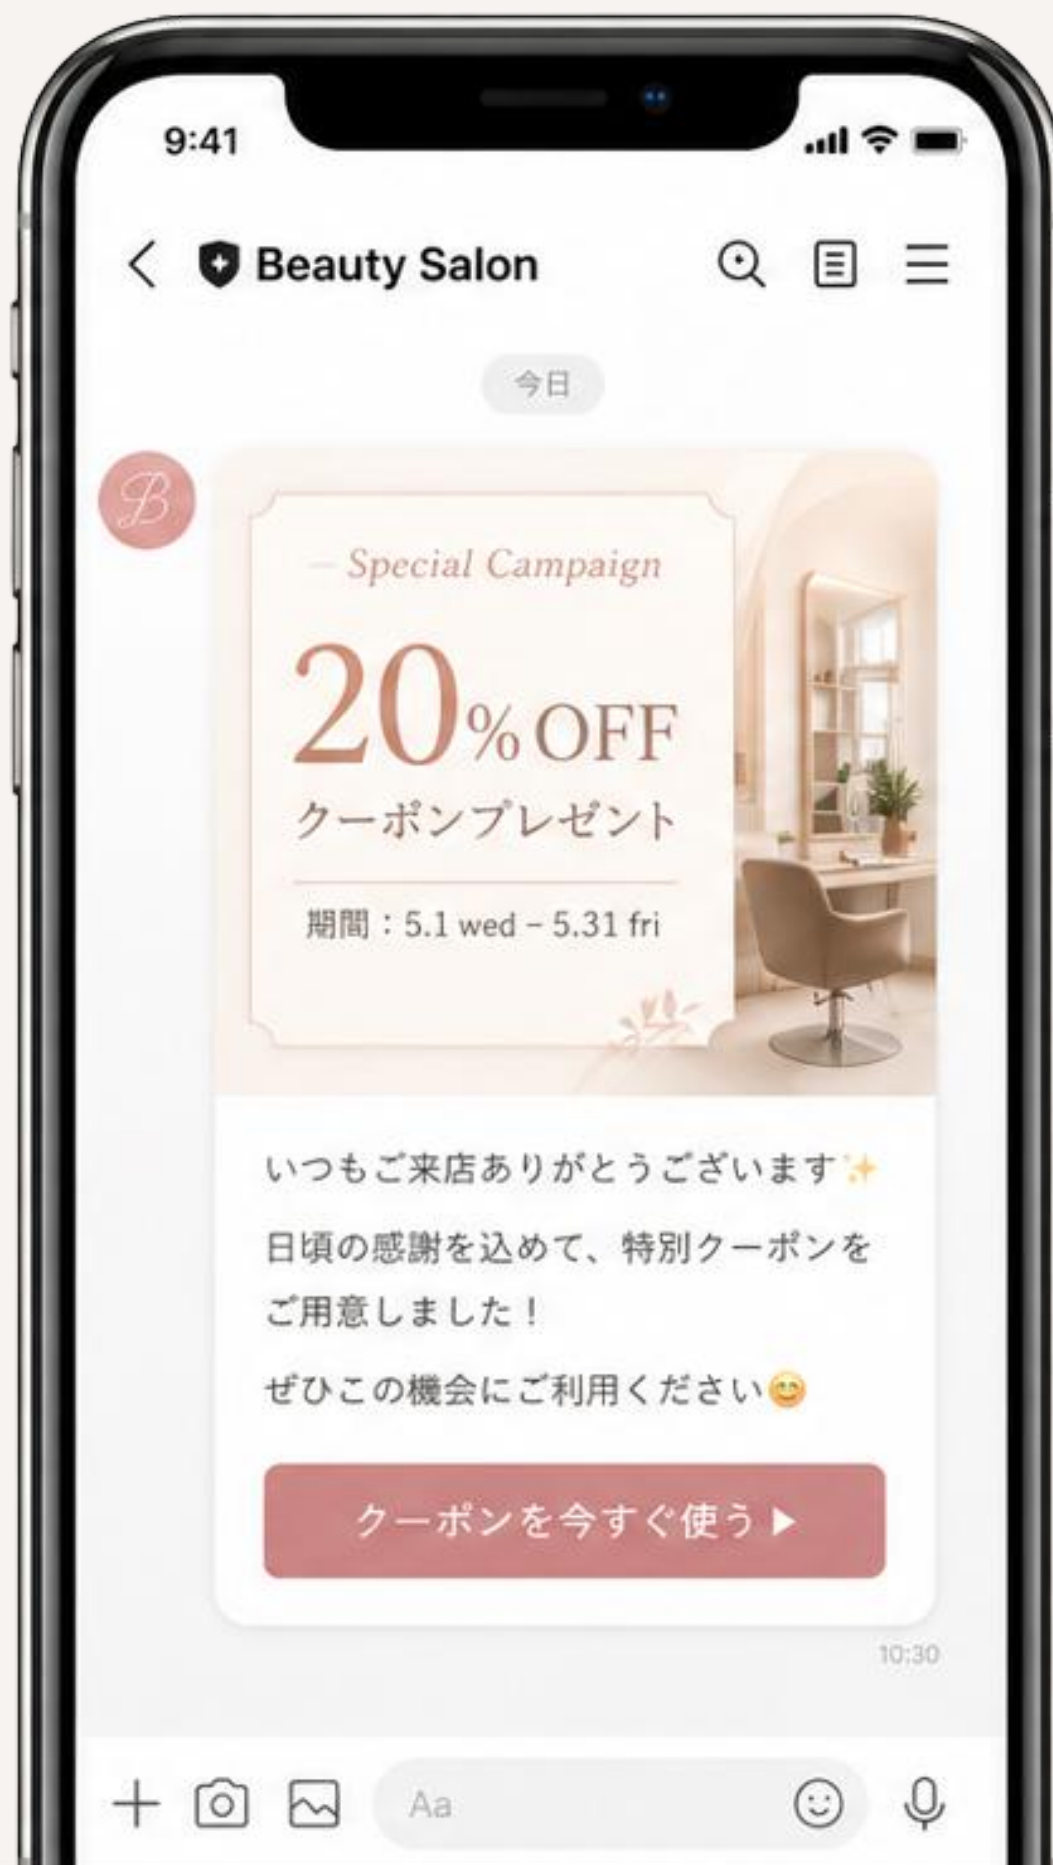 9:41
Beauty Salon
今日
B
Special Campaign
20% OFF
クーポンプレゼント
期間：5.1 wed – 5.31 fri
いつもご来店ありがとうございます✨
日頃の感謝を込めて、特別クーポンを
ご用意しました！
ぜひこの機会にご利用ください😊
クーポンを今すぐ使う ▶
10:30
Aa